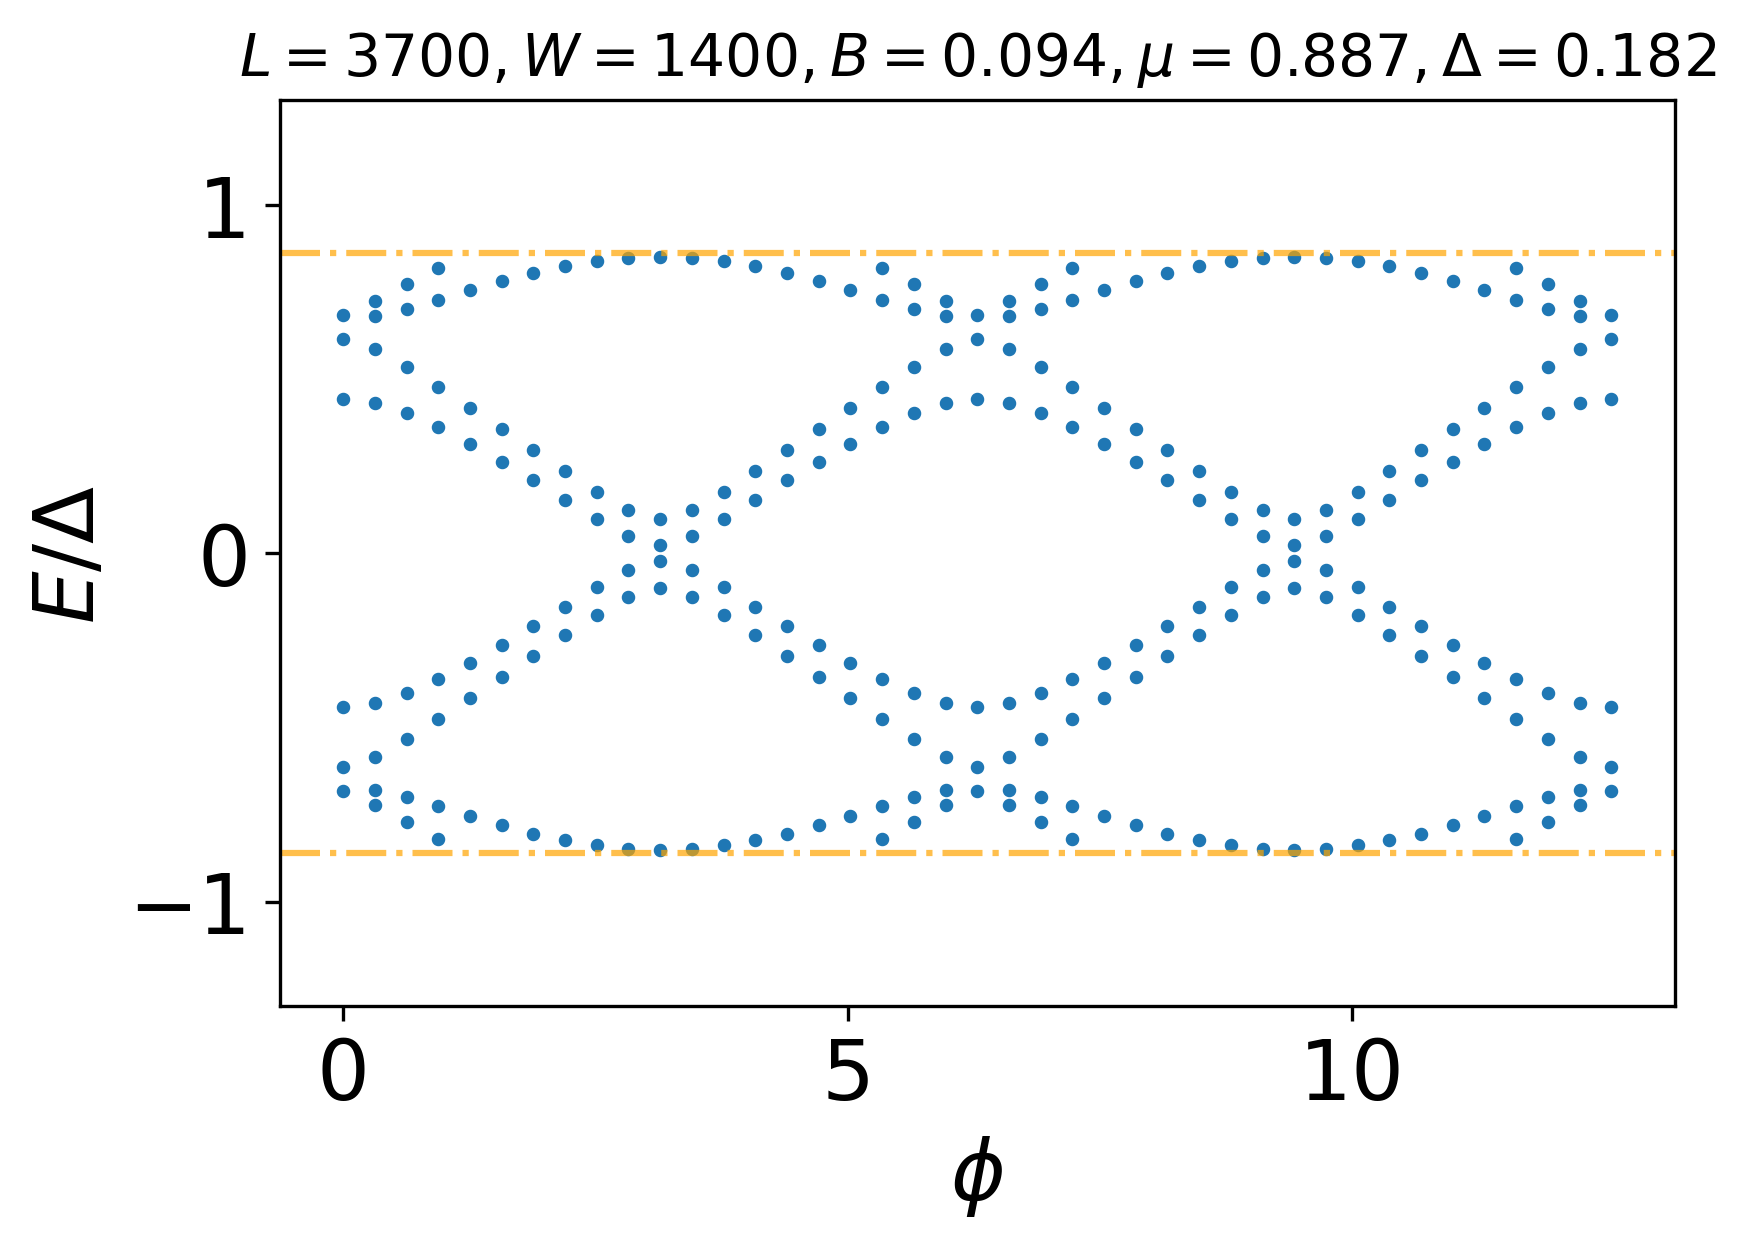 L = 3700, W = 1400, B = 0.094, μ = 0.887, Δ = 0.182
1
0
−1
E/Δ
0 5 10
ϕ